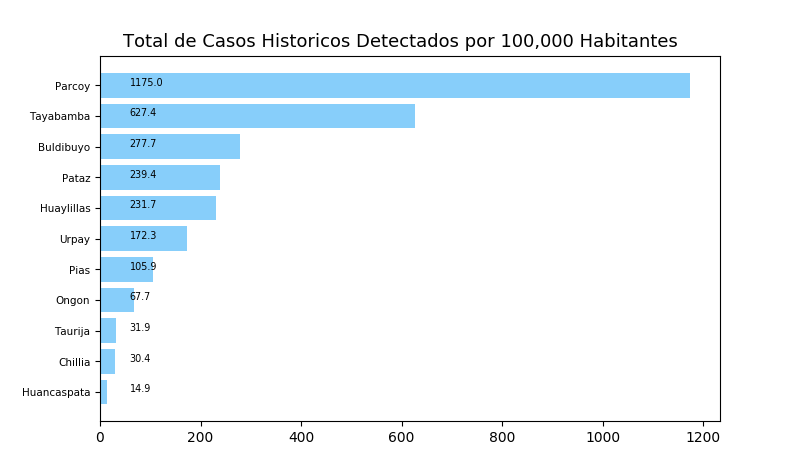 Total de Casos Historicos Detectados por 100,000 Habitantes
Parcoy 1175.0
Tayabamba 627.4
Buldibuyo 277.7
Pataz 239.4
Huaylillas 231.7
Urpay 172.3
Pias 105.9
Ongon 67.7
Taurija 31.9
Chillia 30.4
Huancaspata 14.9
0 200 400 600 800 1000 1200